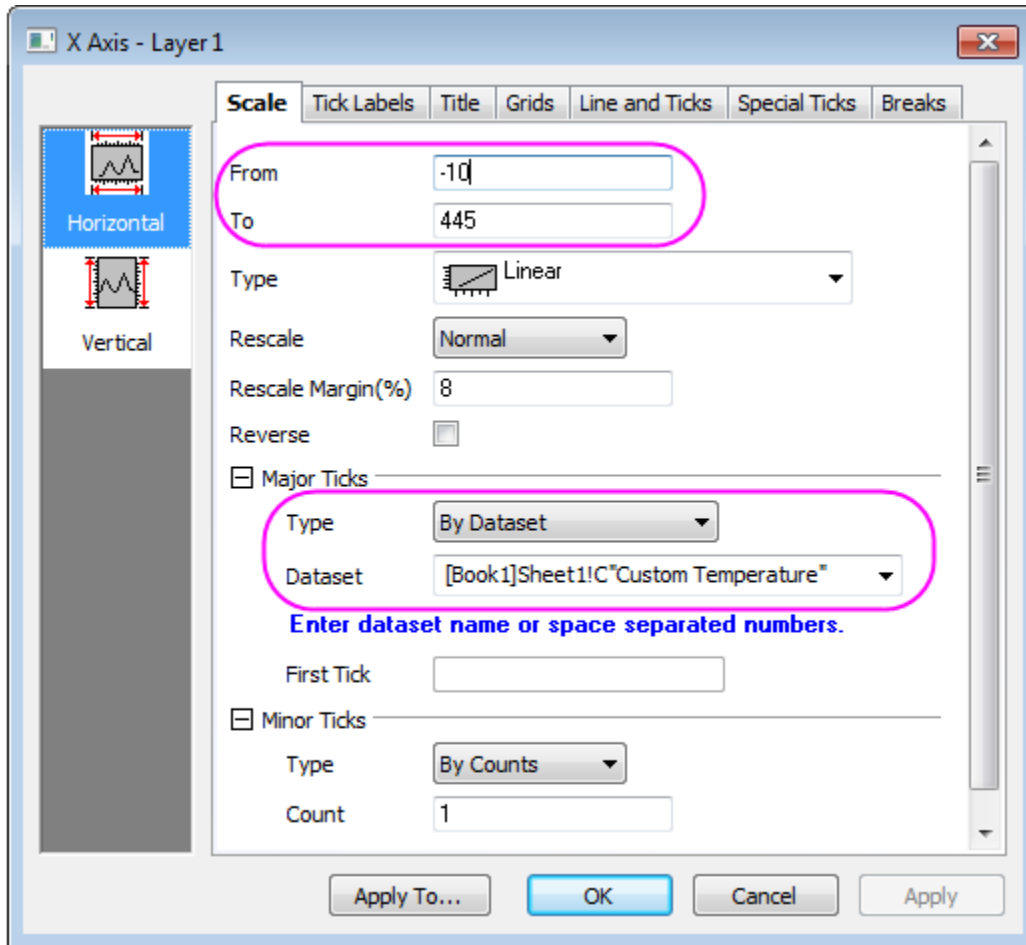 X Axis - Layer 1
Scale Tick Labels Title Grids Line and Ticks Special Ticks Breaks
Horizontal
Vertical
From -10
To 445
Type Linear
Rescale Normal
Rescale Margin(%) 8
Reverse
Major Ticks
Type By Dataset
Dataset [Book1]Sheet1!C"Custom Temperature"
Enter dataset name or space separated numbers.
First Tick
Minor Ticks
Type By Counts
Count 1
Apply To... OK Cancel Apply